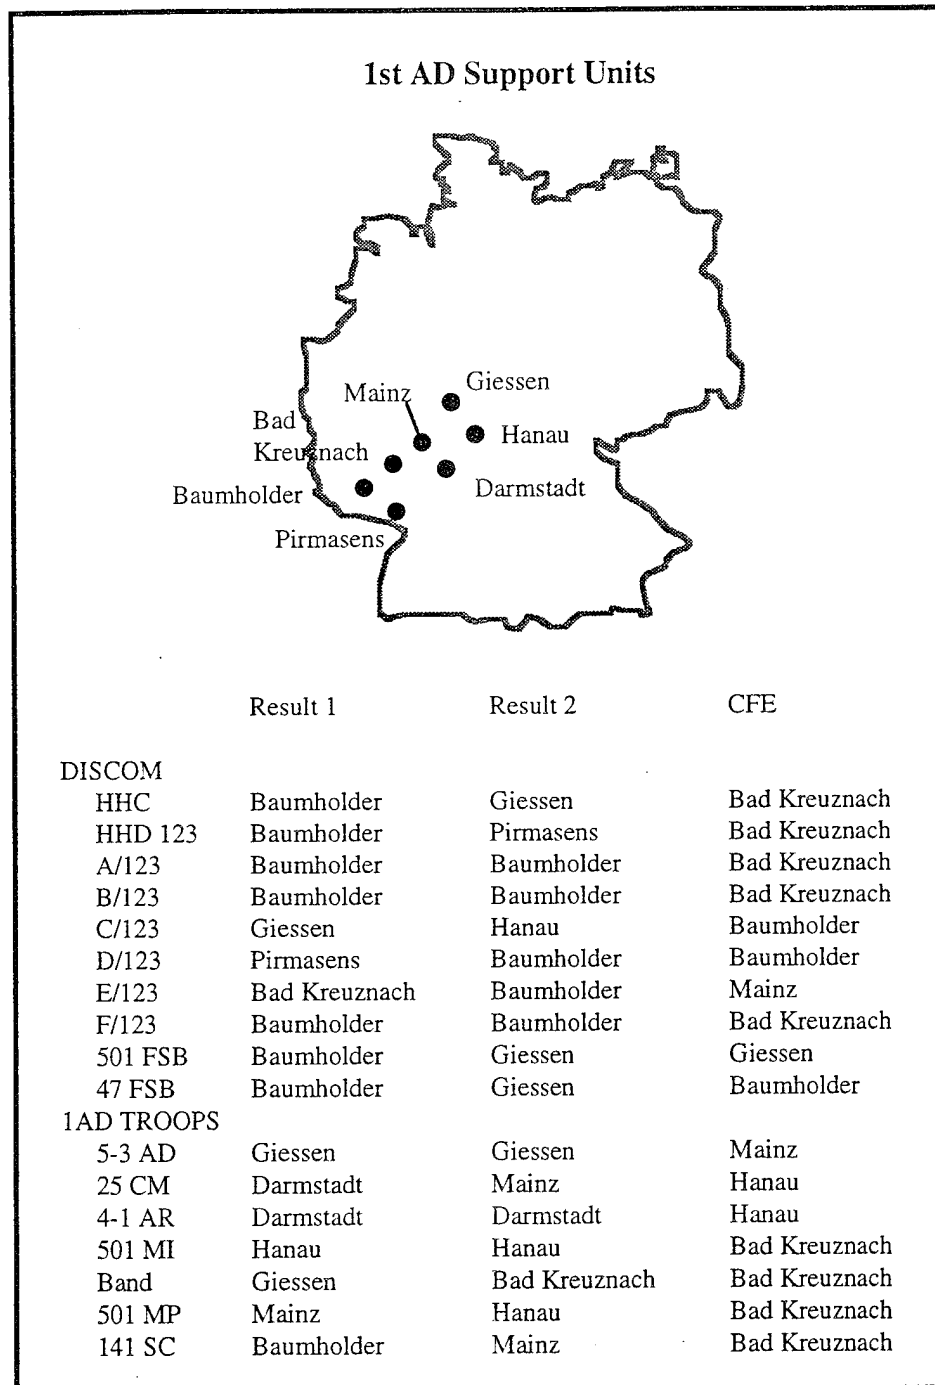 1st AD Support Units
Mainz
Giessen
Bad
Kreuznach
Hanau
Baumholder
Darmstadt
Pirmasens
Result 1 Result 2 CFE
DISCOM
HHC Baumholder Giessen Bad Kreuznach
HHD 123 Baumholder Pirmasens Bad Kreuznach
A/123 Baumholder Baumholder Bad Kreuznach
B/123 Baumholder Baumholder Bad Kreuznach
C/123 Giessen Hanau Baumholder
D/123 Pirmasens Baumholder Baumholder
E/123 Bad Kreuznach Baumholder Mainz
F/123 Baumholder Baumholder Bad Kreuznach
501 FSB Baumholder Giessen Giessen
47 FSB Baumholder Giessen Baumholder
1AD TROOPS
5-3 AD Giessen Giessen Mainz
25 CM Darmstadt Mainz Hanau
4-1 AR Darmstadt Darmstadt Hanau
501 MI Hanau Hanau Bad Kreuznach
Band Giessen Bad Kreuznach Bad Kreuznach
501 MP Mainz Hanau Bad Kreuznach
141 SC Baumholder Mainz Bad Kreuznach